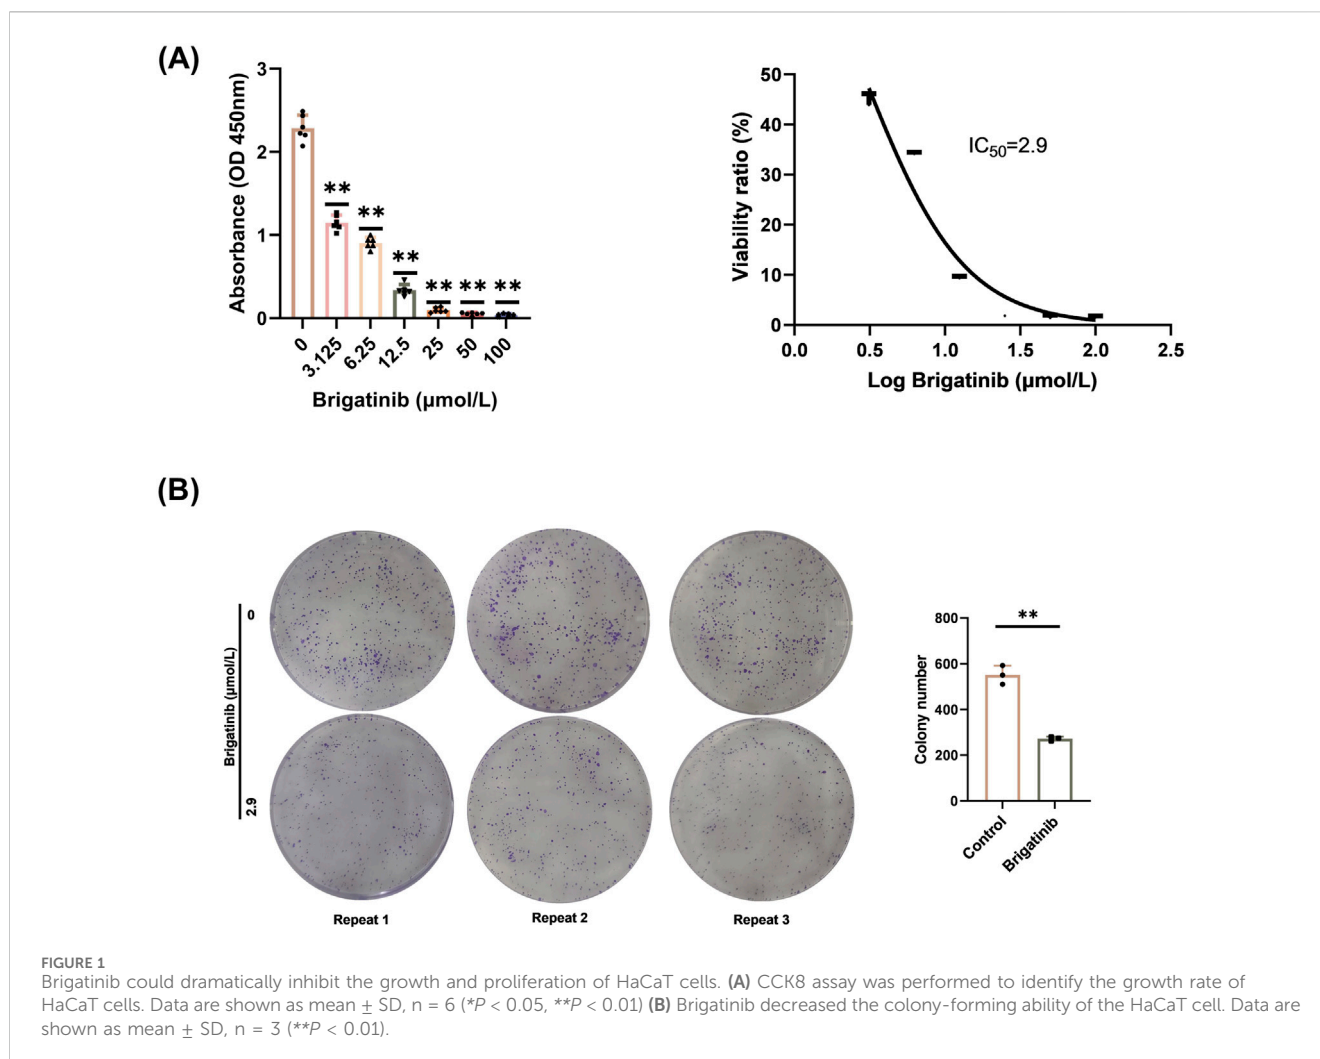 (A)
3
2
1
0
Absorbance (OD 450nm)
**
**
**
**
**
**
0
3.125
6.25
12.5
25
50
100
Brigatinib (µmol/L)
50
40
30
20
10
0
Viability ratio (%)
IC50=2.9
0.0
0.5
1.0
1.5
2.0
2.5
Log Brigatinib (µmol/L)
(B)
Brigatinib (µmol/L)
0
2.9
Repeat 1
Repeat 2
Repeat 3
800
600
400
200
0
Colony number
**
Control
Brigatinib
FIGURE 1
Brigatinib could dramatically inhibit the growth and proliferation of HaCaT cells. (A) CCK8 assay was performed to identify the growth rate of
HaCaT cells. Data are shown as mean ± SD, n = 6 (*P < 0.05, **P < 0.01) (B) Brigatinib decreased the colony-forming ability of the HaCaT cell. Data are
shown as mean ± SD, n = 3 (**P < 0.01).